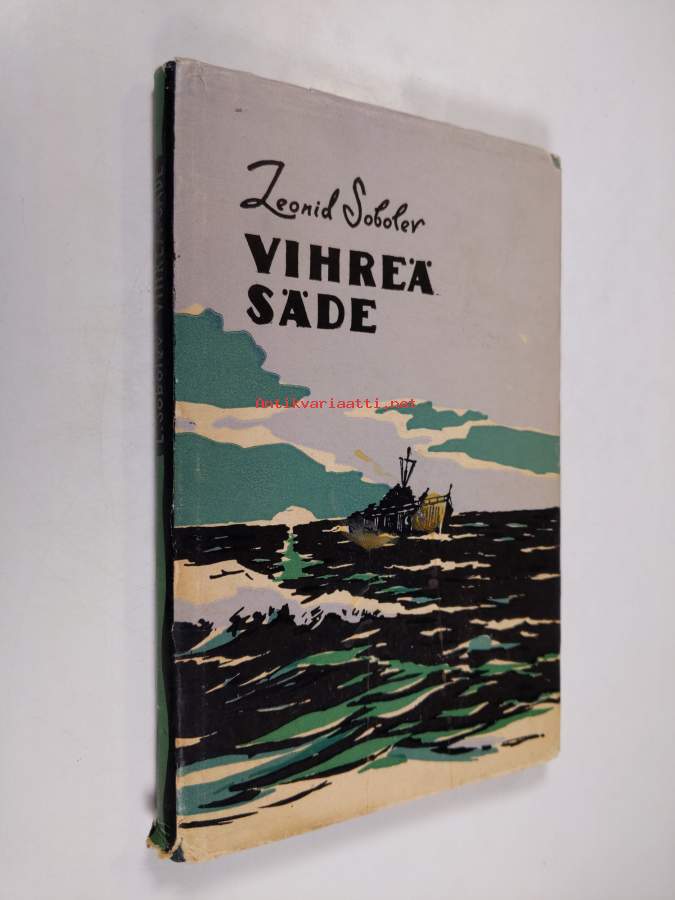 Leonid Sobolev
VIHREÄ
SÄDE
Antikvariaatti.net
L. SOBOLEV VIHREÄ SÄDE